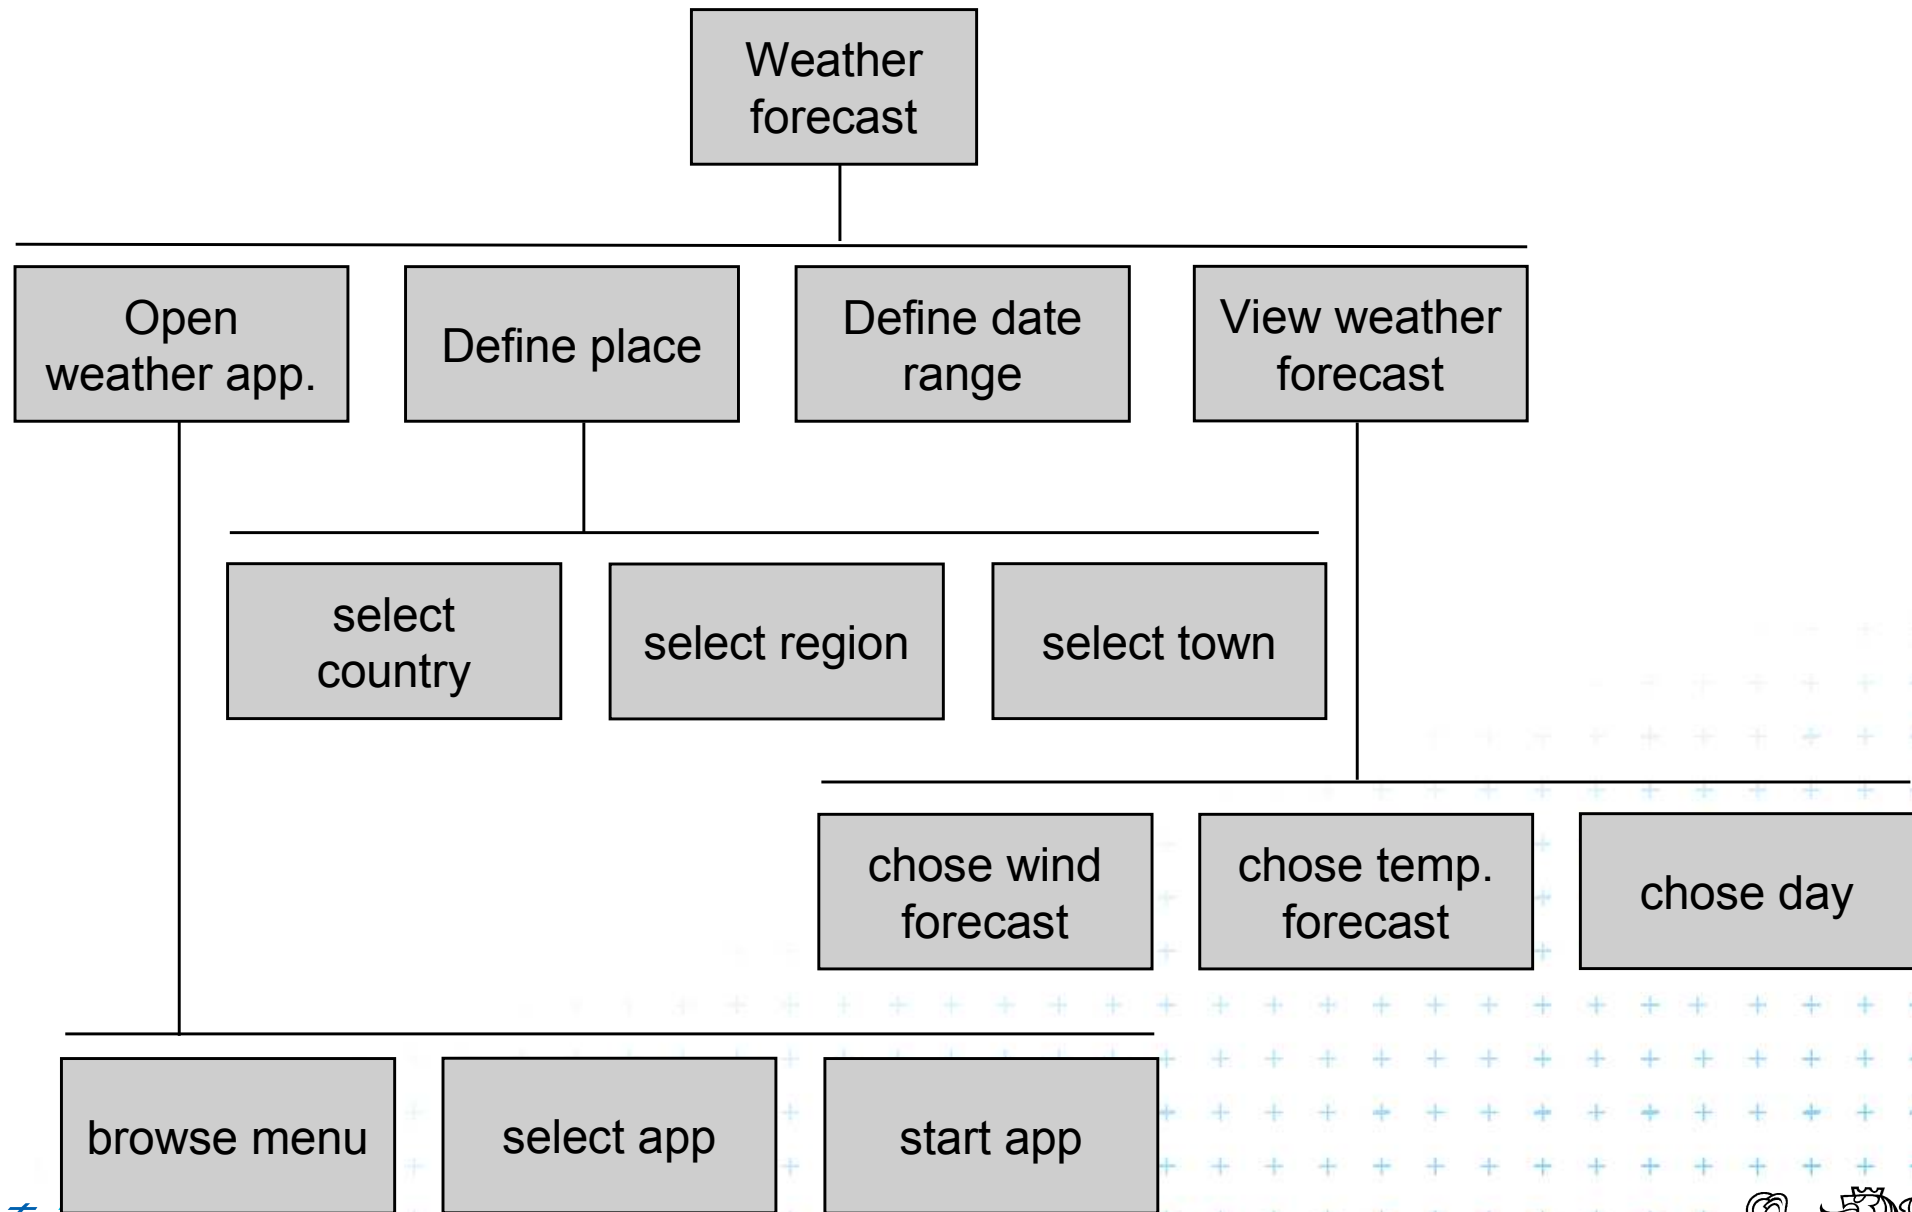 Weather
forecast
Open
weather app.
Define place
Define date
range
View weather
forecast
select
country
select region
select town
chose wind
forecast
chose temp.
forecast
chose day
browse menu
select app
start app